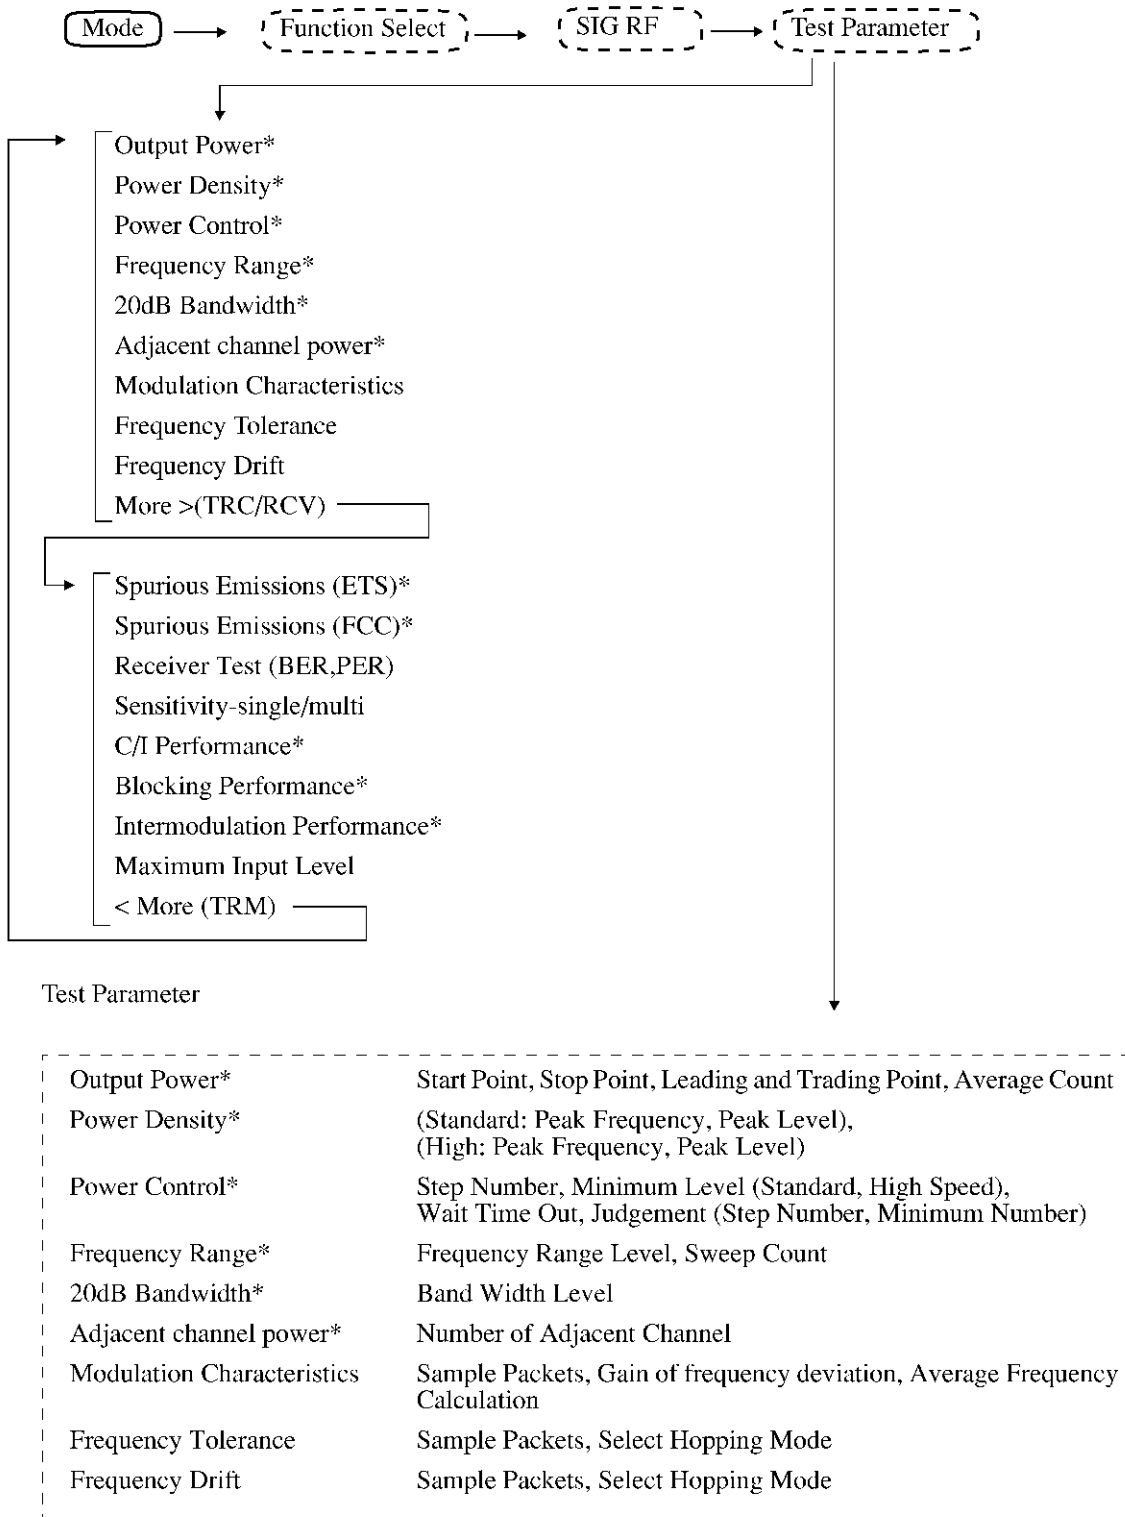 Mode Function Select SIG RF Test Parameter
Output Power*
Power Density*
Power Control*
Frequency Range*
20dB Bandwidth*
Adjacent channel power*
Modulation Characteristics
Frequency Tolerance
Frequency Drift
More >(TRC/RCV)
Spurious Emissions (ETS)*
Spurious Emissions (FCC)*
Receiver Test (BER,PER)
Sensitivity-single/multi
C/I Performance*
Blocking Performance*
Intermodulation Performance*
Maximum Input Level
< More (TRM)
Test Parameter
Output Power* Start Point, Stop Point, Leading and Trading Point, Average Count
Power Density* (Standard: Peak Frequency, Peak Level),
(High: Peak Frequency, Peak Level)
Power Control* Step Number, Minimum Level (Standard, High Speed),
Wait Time Out, Judgement (Step Number, Minimum Number)
Frequency Range* Frequency Range Level, Sweep Count
20dB Bandwidth* Band Width Level
Adjacent channel power* Number of Adjacent Channel
Modulation Characteristics Sample Packets, Gain of frequency deviation, Average Frequency
Calculation
Frequency Tolerance Sample Packets, Select Hopping Mode
Frequency Drift Sample Packets, Select Hopping Mode